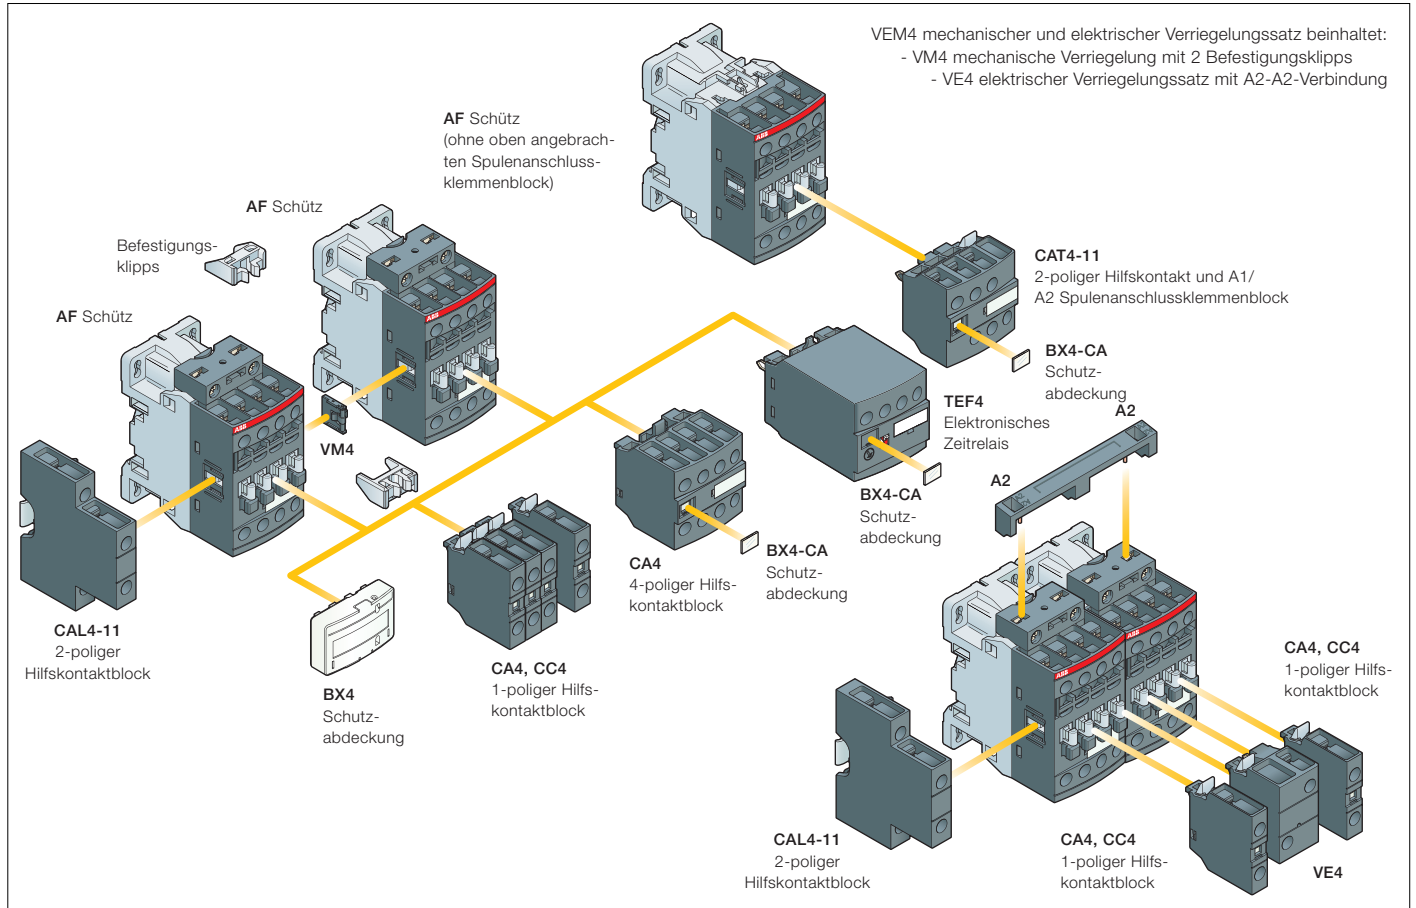 VEM4 mechanischer und elektrischer Verriegelungssatz beinhaltet:
- VM4 mechanische Verriegelung mit 2 Befestigungsklipps
- VE4 elektrischer Verriegelungssatz mit A2-A2-Verbindung
AF Schütz
(ohne oben angebrach-
ten Spulenanschluss-
klemmenblock)
ABB
AF Schütz
Befestigungs-
klipps
ABB
AF Schütz
ABB
CAT4-11
2-poliger Hilfskontakt und A1/
A2 Spulenanschlussklemmenblock
BX4-CA
Schutz-
abdeckung
TEF4
Elektronisches
Zeitrelais
BX4-CA
Schutz-
abdeckung
VM4
CA4
4-poliger Hilfs-
kontaktblock
BX4-CA
Schutz-
abdeckung
CAL4-11
2-poliger
Hilfskontaktblock
BX4
Schutz-
abdeckung
CA4, CC4
1-poliger Hilfs-
kontaktblock
A2
A2
ABB
ABB
CA4, CC4
1-poliger Hilfs-
kontaktblock
CAL4-11
2-poliger
Hilfskontaktblock
CA4, CC4
1-poliger Hilfs-
kontaktblock
VE4